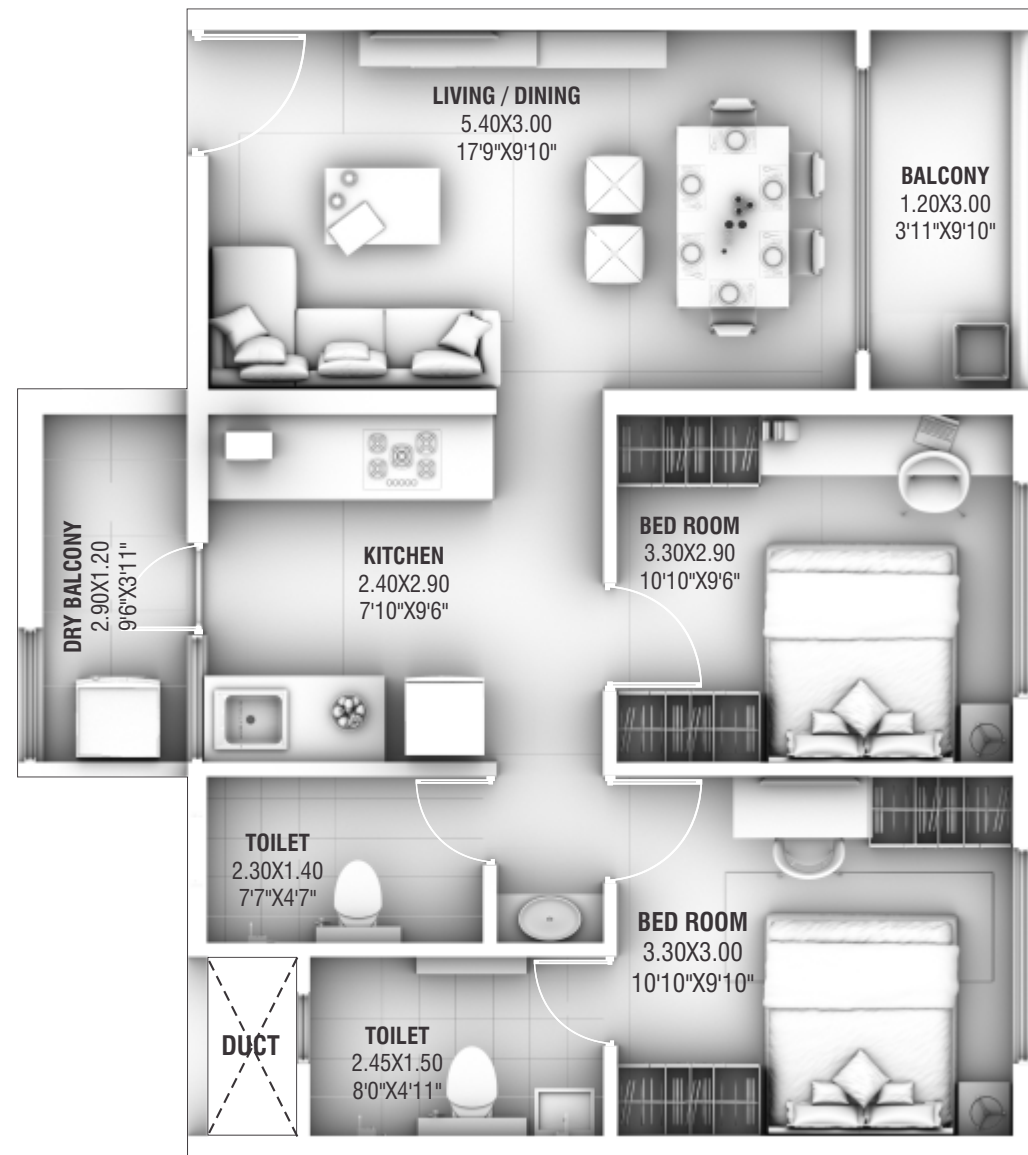 LIVING / DINING
5.40X3.00
17'9"X9'10"
BALCONY
1.20X3.00
3'11"X9'10"
DRY BALCONY
2.90X1.20
9'6"X3'11"
KITCHEN
2.40X2.90
7'10"X9'6"
BED ROOM
3.30X2.90
10'10"X9'6"
TOILET
2.30X1.40
7'7"X4'7"
BED ROOM
3.30X3.00
10'10"X9'10"
DUCT
TOILET
2.45X1.50
8'0"X4'11"